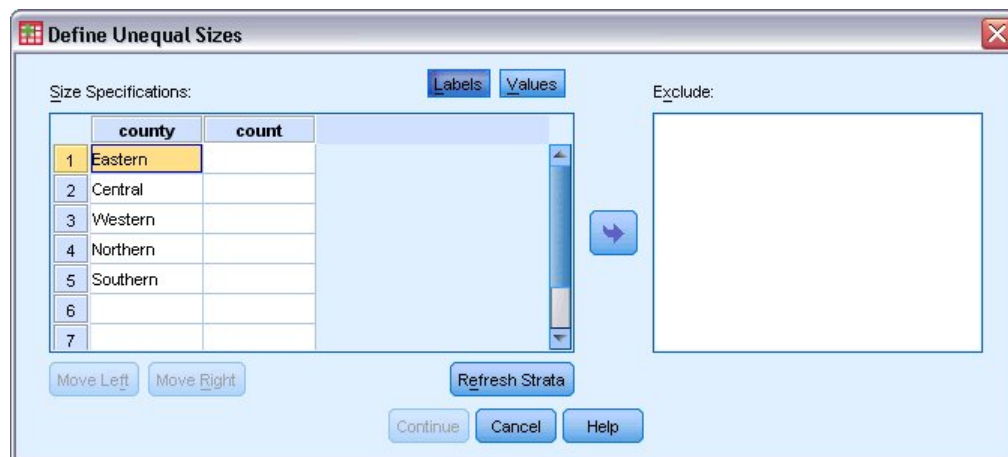 Define Unequal Sizes
Labels Values
Size Specifications: Exclude:
county count
1 Eastern
2 Central
3 Western
4 Northern
5 Southern
6
7
Move Left Move Right Refresh Strata
Continue Cancel Help